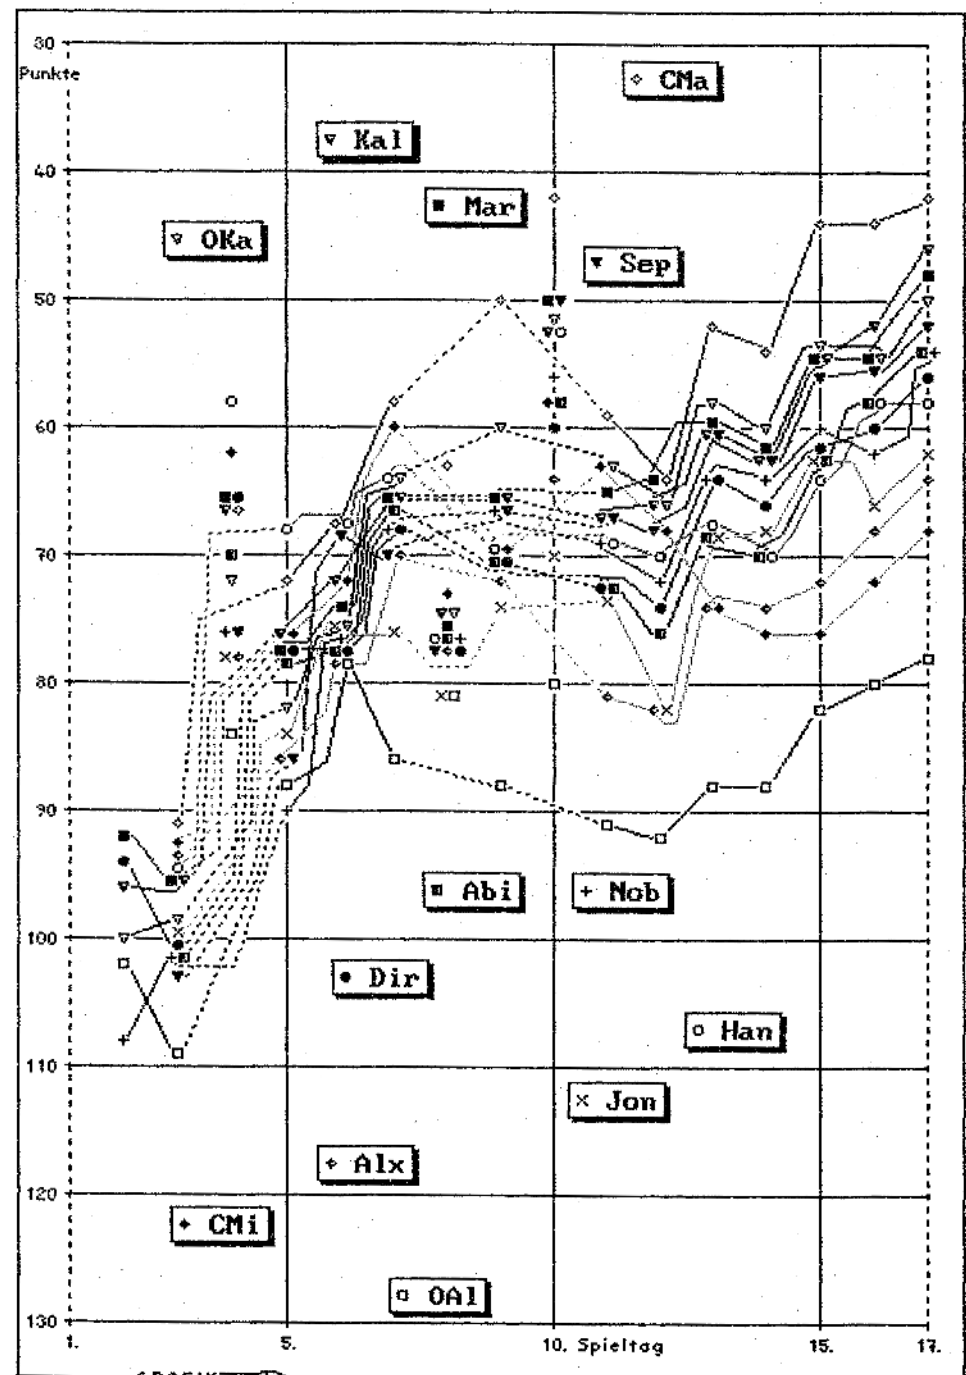 30
Punkte
CMa
Kal
40
Mar
OKa
Sep
50
60
70
80
90
Abi
Nob
100
Dir
Han
110
Jon
Alx
120
CMi
OAl
130
1.
5.
10. Spieltag
15.
17.